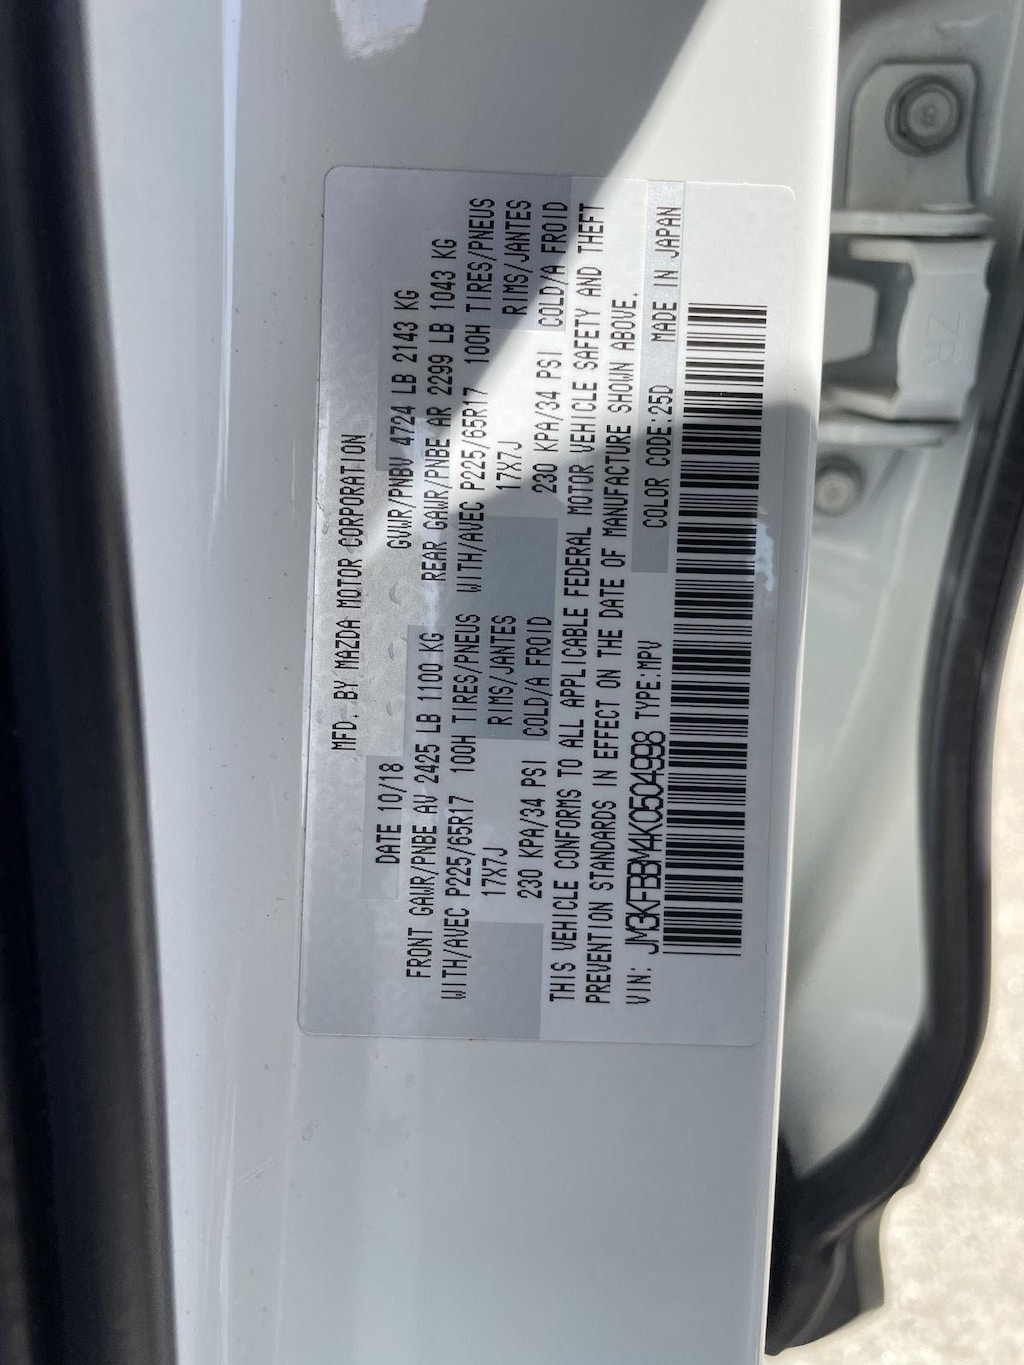 MFD. BY MAZDA MOTOR CORPORATION
DATE 10/18 GVWR/PNBV 4724 LB 2143 KG
FRONT GAWR/PNBE AV 2425 LB 1100 KG REAR GAWR/PNBE AR 2299 LB 1043 KG
WITH/AVEC P225/65R17 100H TIRES/PNEUS WITH/AVEC P225/65R17 100H TIRES/PNEUS
17X7J RIMS/JANTES 17X7J RIMS/JANTES
230 KPA/34 PSI COLD/A FROID 230 KPA/34 PSI COLD/A FROID
THIS VEHICLE CONFORMS TO ALL APPLICABLE FEDERAL MOTOR VEHICLE SAFETY AND THEFT
PREVENTION STANDARDS IN EFFECT ON THE DATE OF MANUFACTURE SHOWN ABOVE.
VIN: JM3KFBBM4K0504998 TYPE:MPV COLOR CODE:25D MADE IN JAPAN
ZR
8